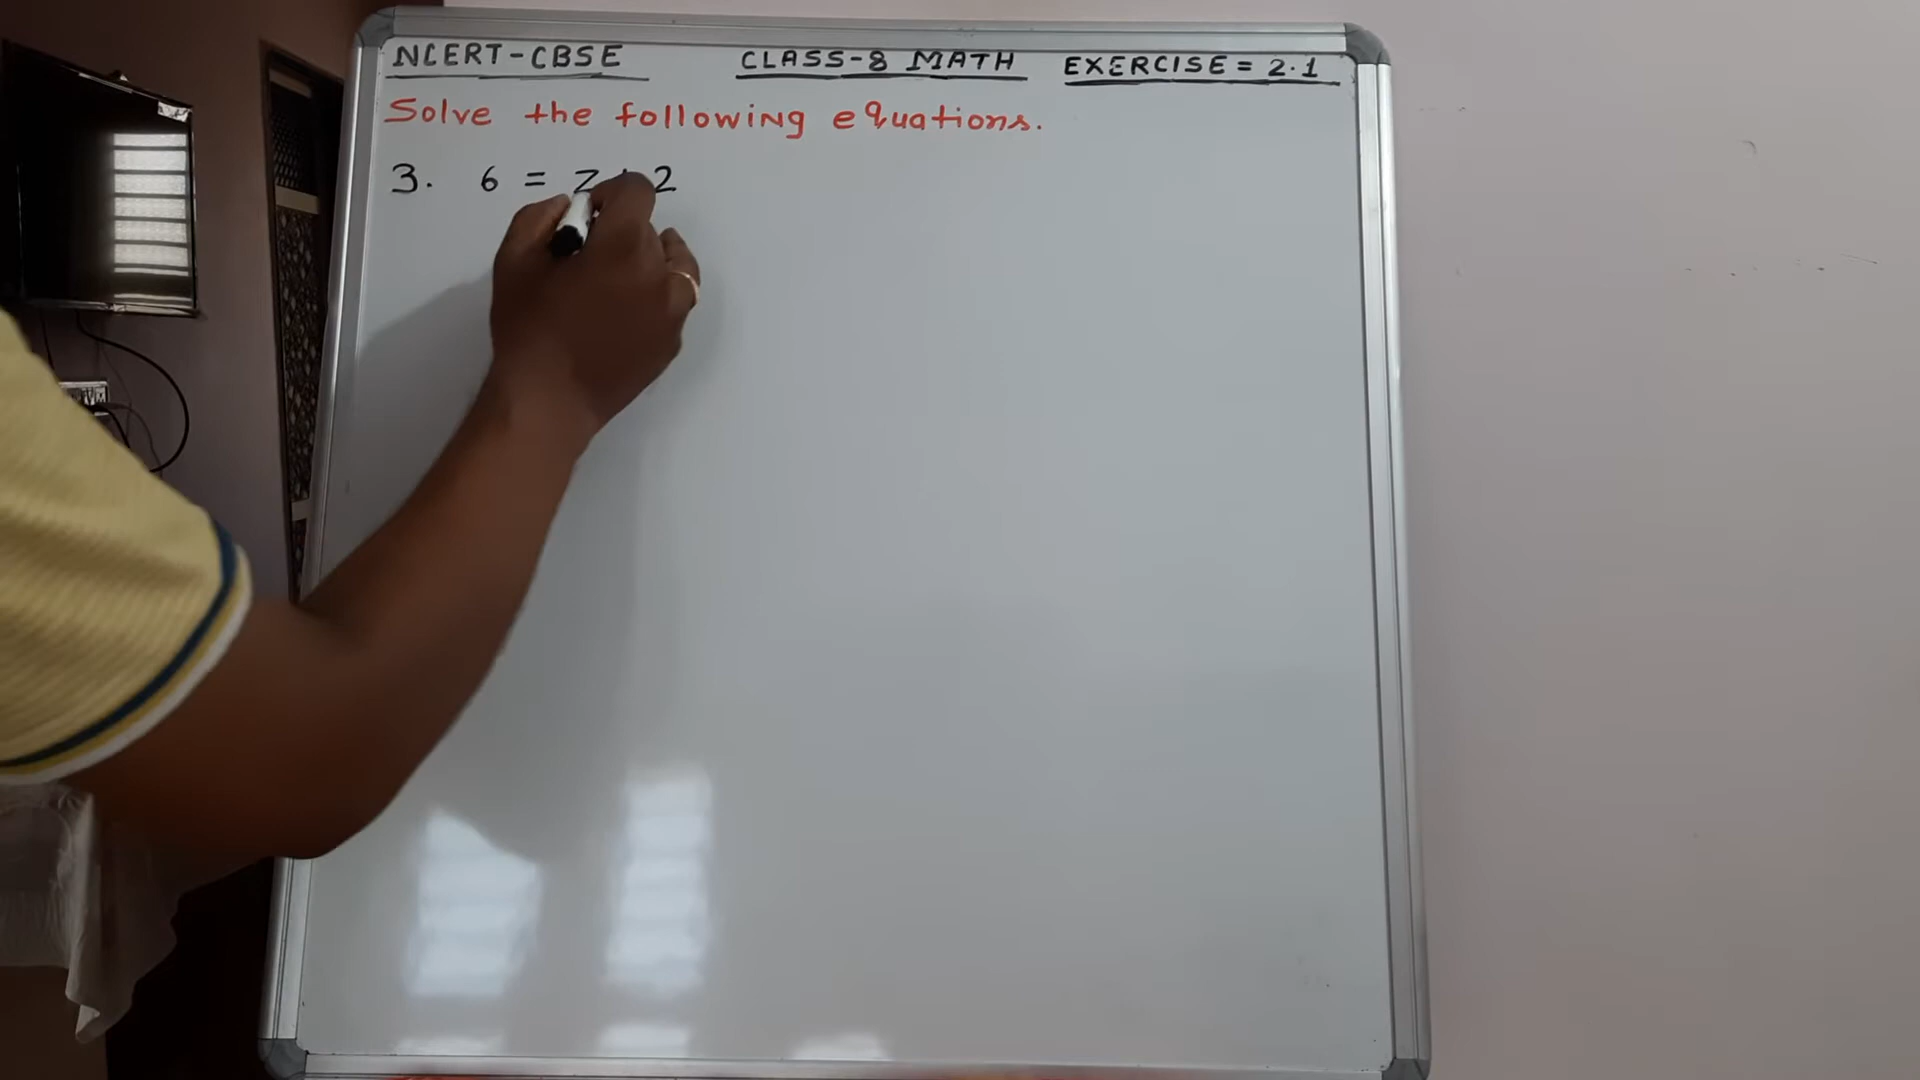 NCERT-CBSE CLASS-8 MATH EXERCISE = 2.1
Solve the following equations.
3. 6 = z + 2